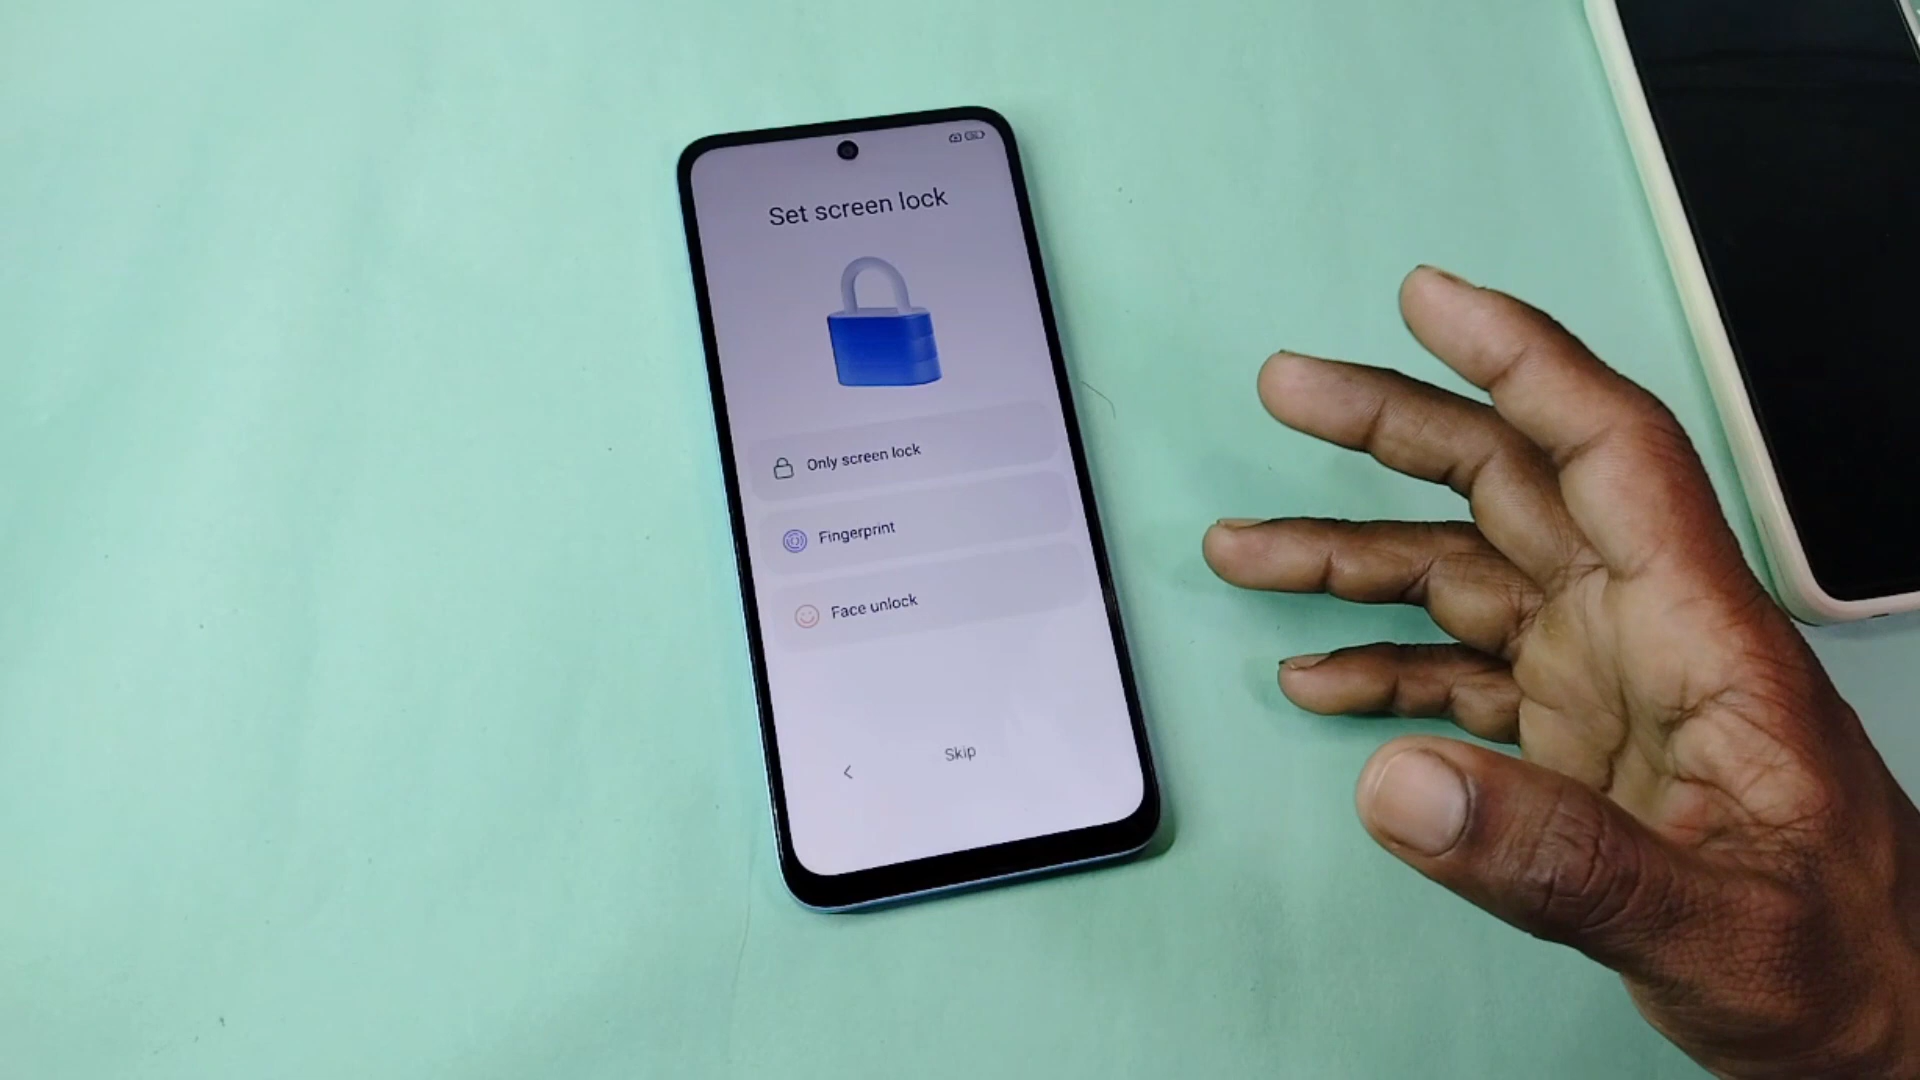 Set screen lock
Only screen lock
Fingerprint
Face unlock
Skip